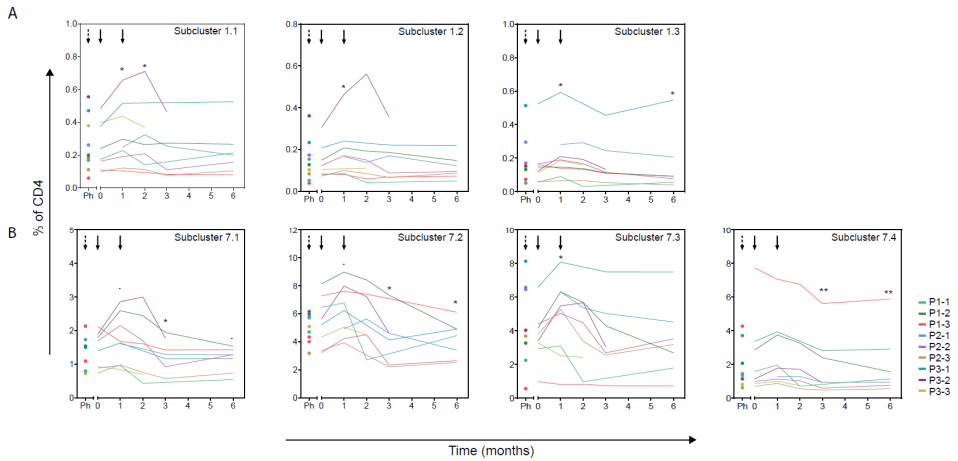 A
Subcluster 1.1
Subcluster 1.2
Subcluster 1.3
1.0
0.8
0.6
0.4
0.2
0.0
0.8
0.6
0.4
0.2
0.0
1.0
0.8
0.6
0.4
0.2
0.0
* *
*
* *
Ph 0 1 2 3 4 5 6
Ph 0 1 2 3 4 5 6
Ph 0 1 2 3 4 5 6
% of CD4
B
Subcluster 7.1
Subcluster 7.2
Subcluster 7.3
Subcluster 7.4
5
4
3
2
1
0
12
10
8
6
4
2
0
10
8
6
4
2
0
10
8
6
4
2
0
*
* *
*
** **
Ph 0 1 2 3 4 5 6
Ph 0 1 2 3 4 5 6
Ph 0 1 2 3 4 5 6
Ph 0 1 2 3 4 5 6
P1-1
P1-2
P1-3
P2-1
P2-2
P2-3
P3-1
P3-2
P3-3
Time (months)